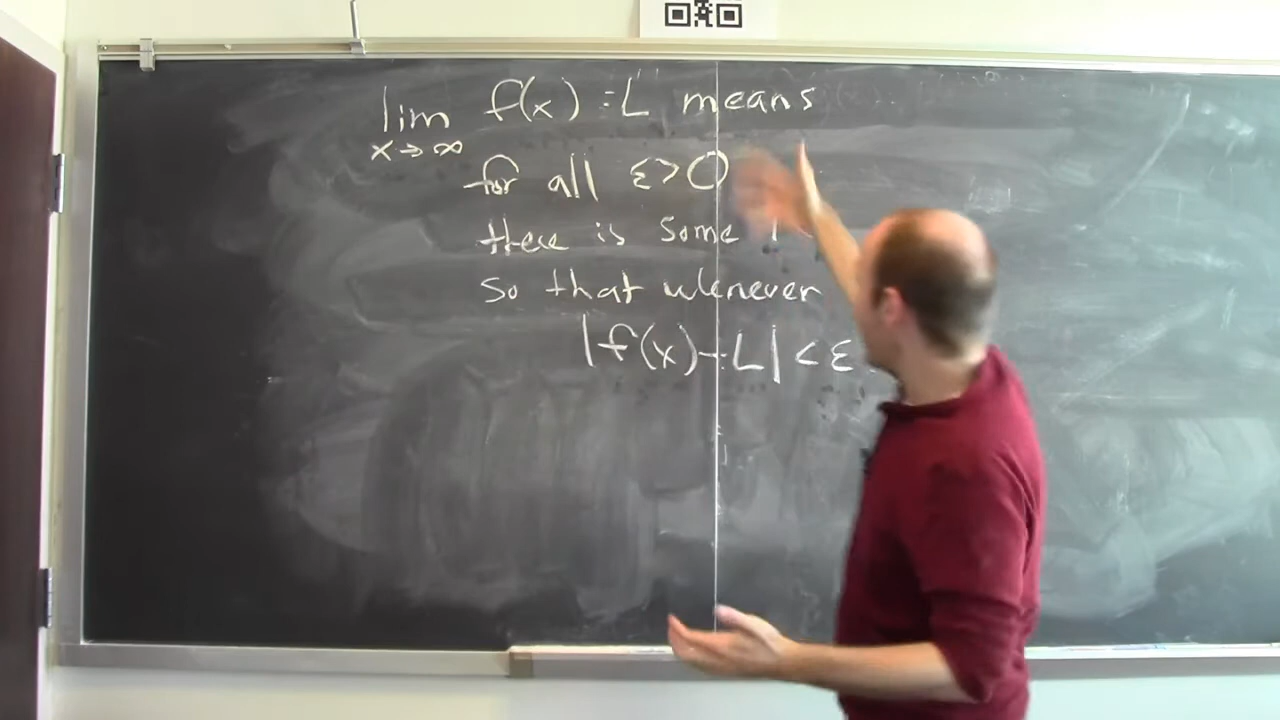 lim f(x) = L means
x→∞
for all ε>0
there is some
so that whenever
|f(x)-L| < ε